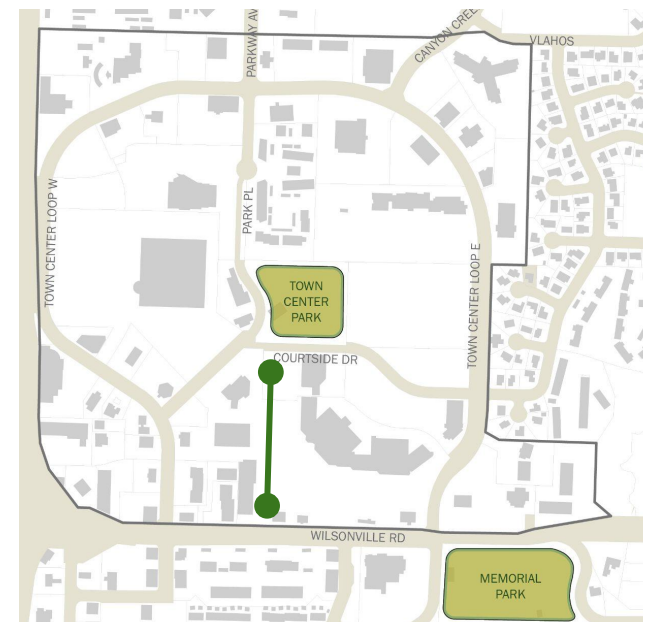 PARKWAY AV
CANYON CREE
VLAHOS
TOWN CENTER LOOP W
PARK PL
TOWN CENTER LOOP E
TOWN
CENTER
PARK
COURTSIDE DR
WILSONVILLE RD
MEMORIAL
PARK